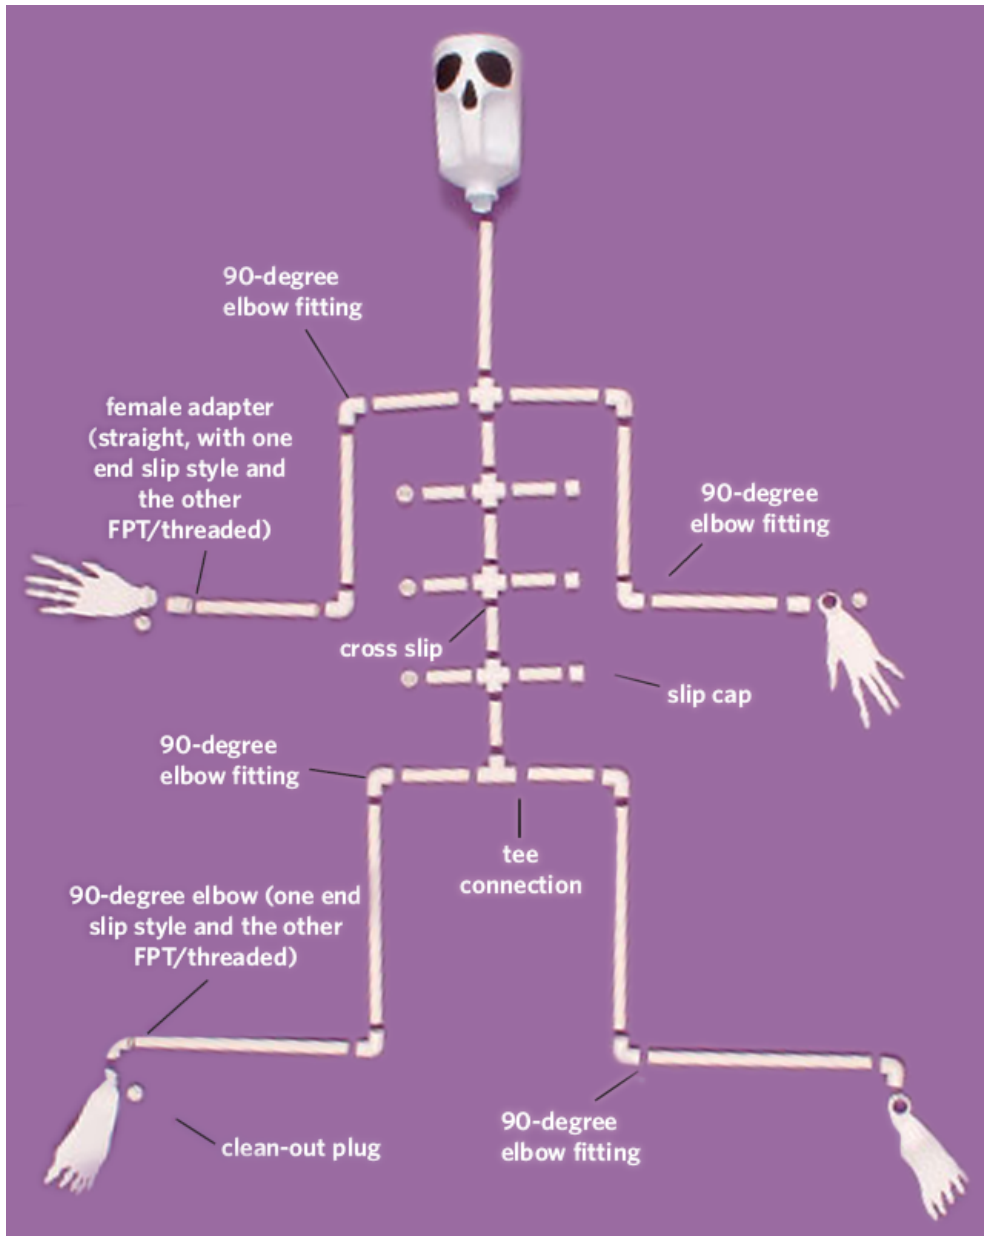 90-degree
elbow fitting
female adapter
(straight, with one
end slip style and
the other
FPT/threaded)
90-degree
elbow fitting
cross slip
slip cap
90-degree
elbow fitting
tee
connection
90-degree elbow (one end
slip style and the other
FPT/threaded)
90-degree
elbow fitting
clean-out plug